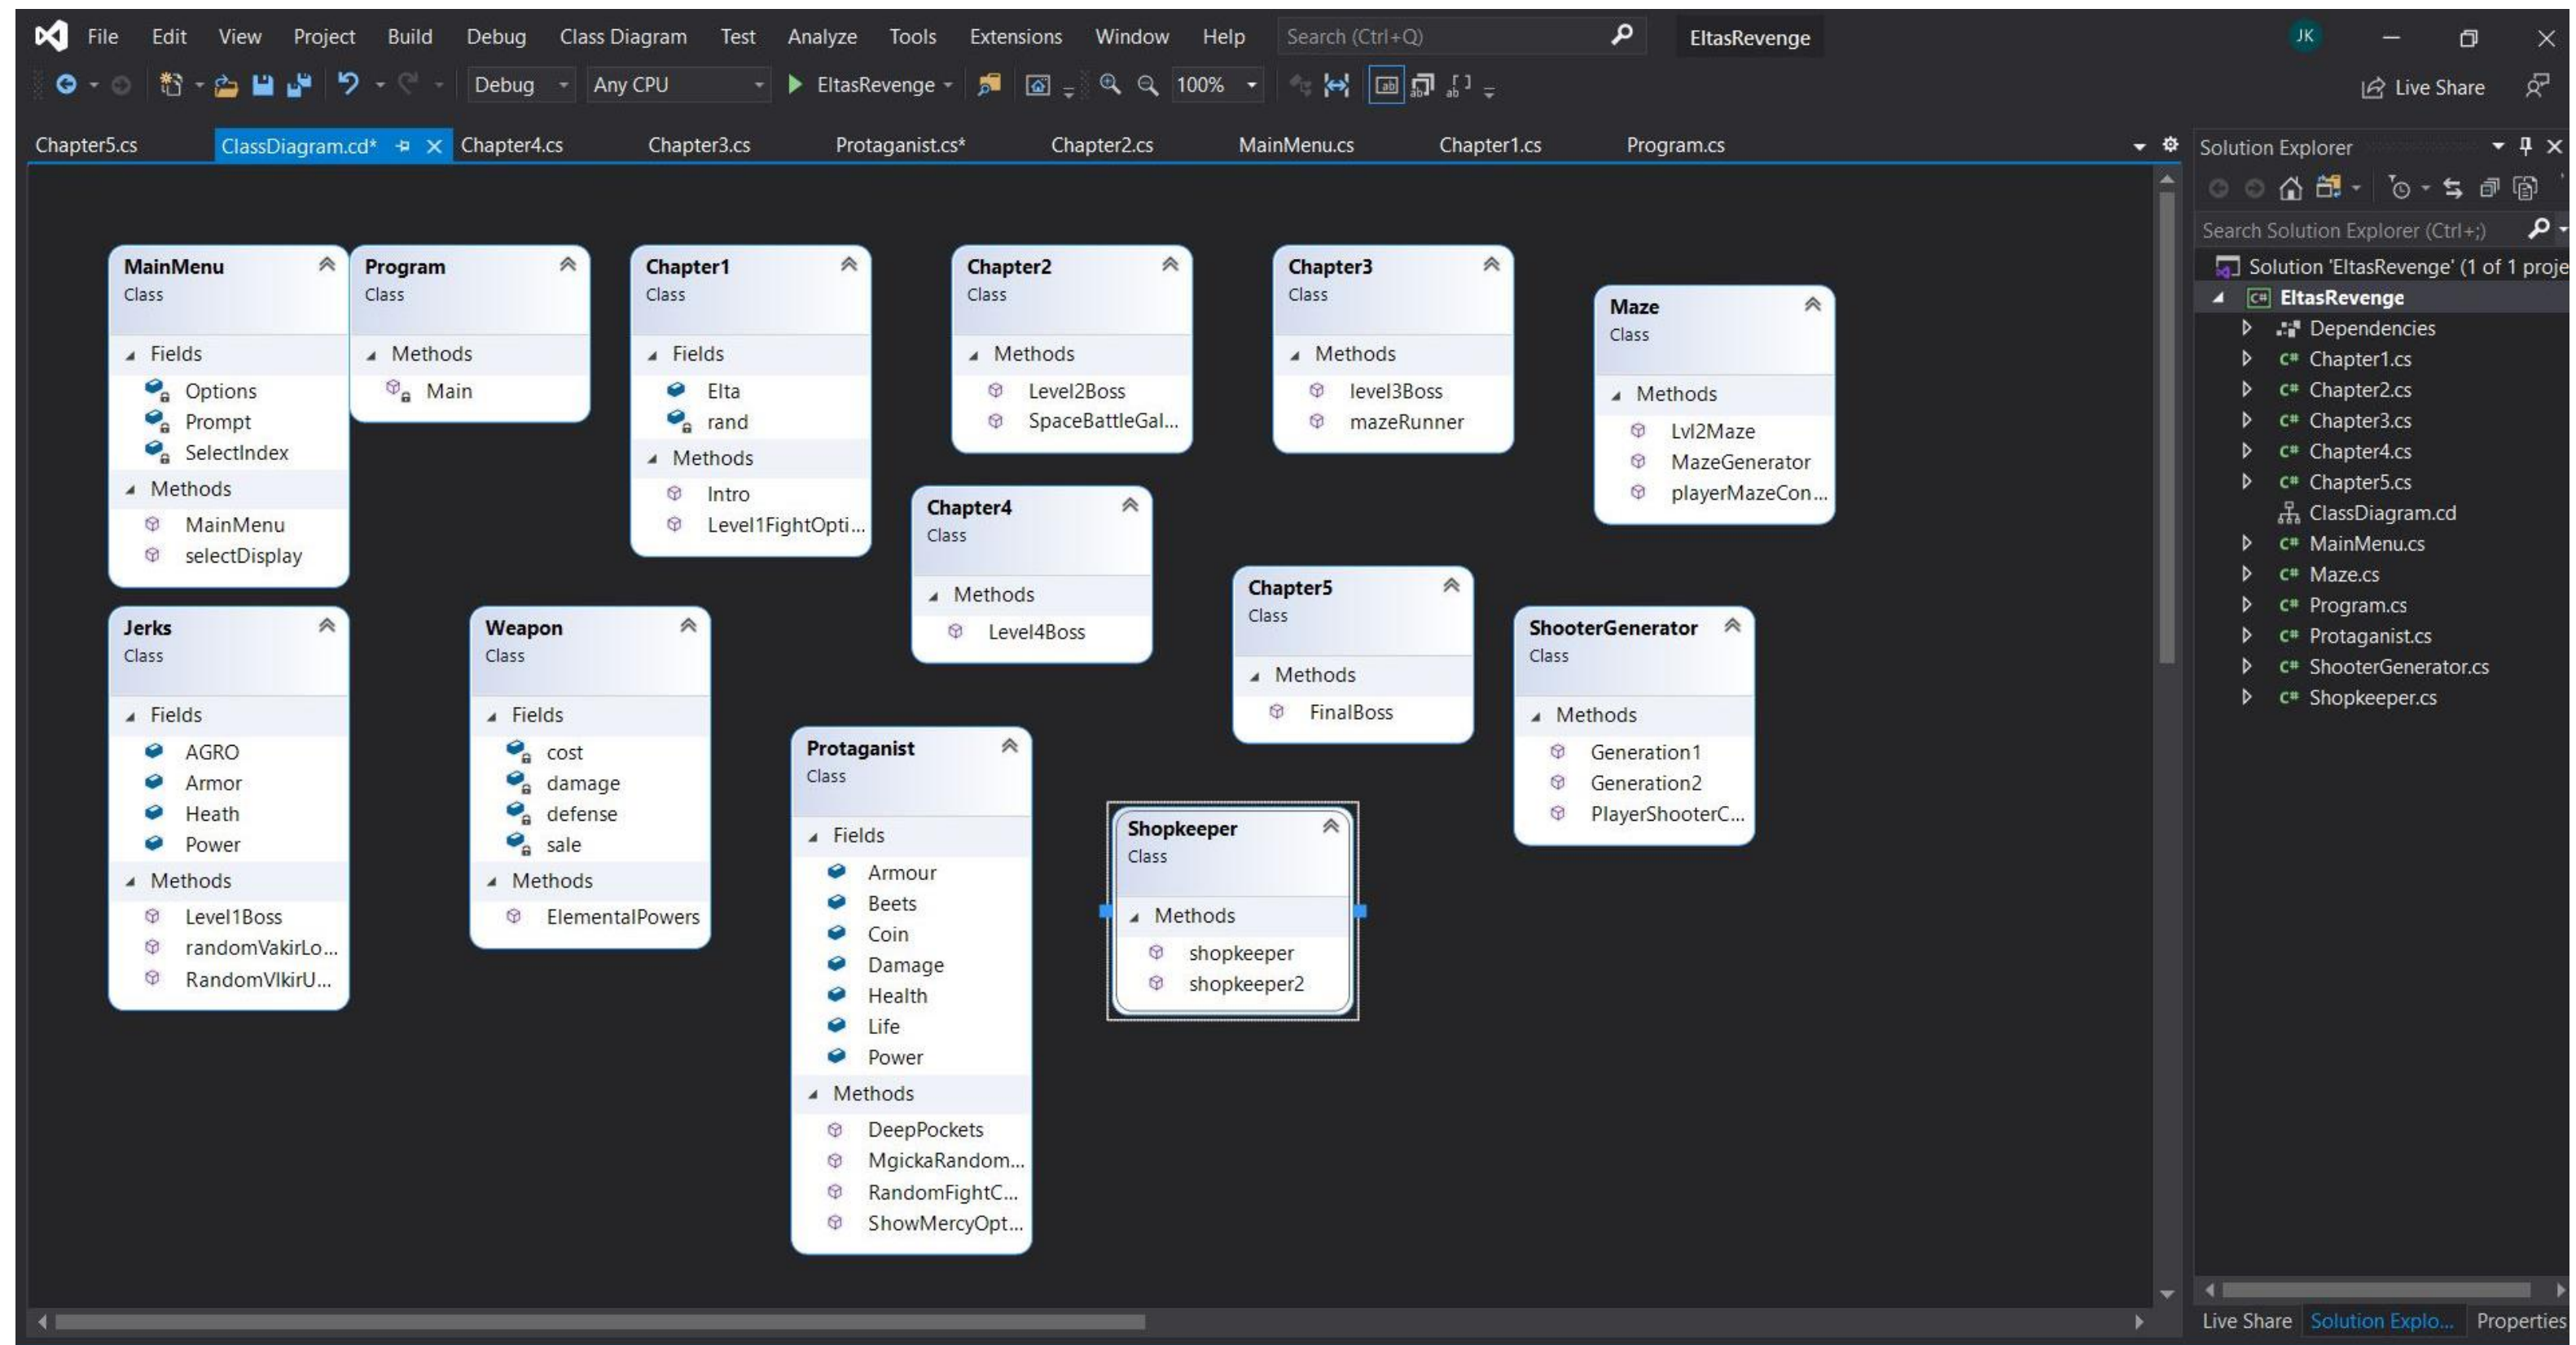 File Edit View Project Build Debug Class Diagram Test Analyze Tools Extensions Window Help Search (Ctrl+Q) EltasRevenge JK
Debug Any CPU EltasRevenge 100% Live Share
Chapter5.cs ClassDiagram.cd* Chapter4.cs Chapter3.cs Protaganist.cs* Chapter2.cs MainMenu.cs Chapter1.cs Program.cs
MainMenu
Class
Fields
Options
Prompt
SelectIndex
Methods
MainMenu
selectDisplay
Program
Class
Methods
Main
Chapter1
Class
Fields
Elta
rand
Methods
Intro
Level1FightOpti...
Chapter2
Class
Methods
Level2Boss
SpaceBattleGal...
Chapter3
Class
Methods
level3Boss
mazeRunner
Maze
Class
Methods
Lvl2Maze
MazeGenerator
playerMazeCon...
Chapter4
Class
Methods
Level4Boss
Chapter5
Class
Methods
FinalBoss
ShooterGenerator
Class
Methods
Generation1
Generation2
PlayerShooterC...
Jerks
Class
Fields
AGRO
Armor
Heath
Power
Methods
Level1Boss
randomVakirLo...
RandomVlkirU...
Weapon
Class
Fields
cost
damage
defense
sale
Methods
ElementalPowers
Protaganist
Class
Fields
Armour
Beets
Coin
Damage
Health
Life
Power
Methods
DeepPockets
MgickaRandom...
RandomFightC...
ShowMercyOpt...
Shopkeeper
Class
Methods
shopkeeper
shopkeeper2
Solution Explorer
Search Solution Explorer (Ctrl+;)
Solution 'EltasRevenge' (1 of 1 proje
C# EltasRevenge
Dependencies
C# Chapter1.cs
C# Chapter2.cs
C# Chapter3.cs
C# Chapter4.cs
C# Chapter5.cs
ClassDiagram.cd
C# MainMenu.cs
C# Maze.cs
C# Program.cs
C# Protaganist.cs
C# ShooterGenerator.cs
C# Shopkeeper.cs
Live Share Solution Explo... Properties